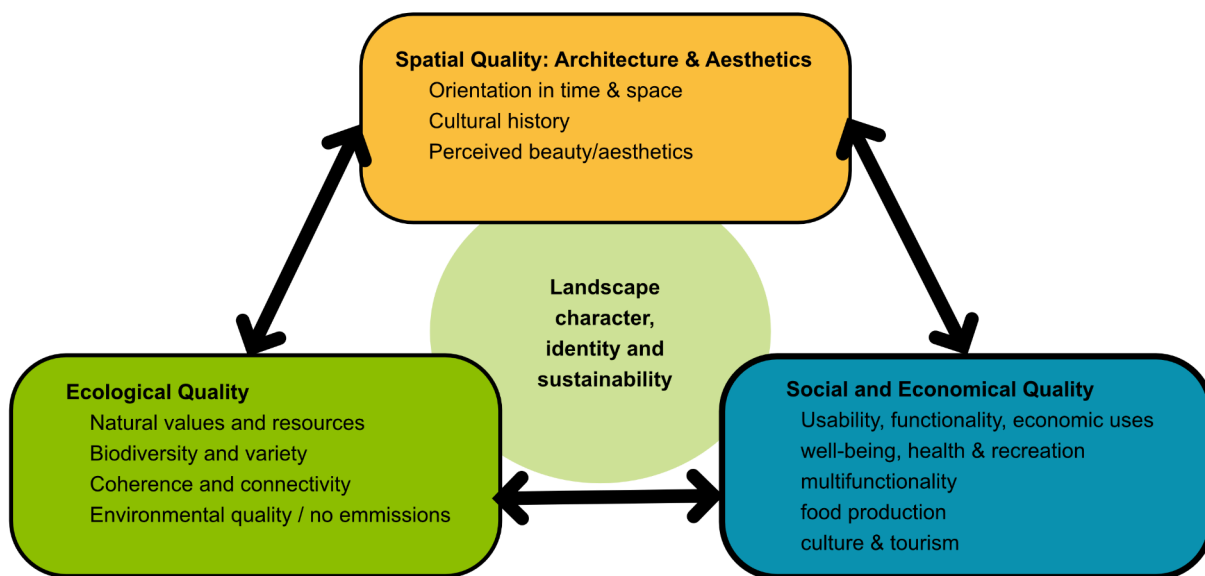 Spatial Quality: Architecture & Aesthetics
Orientation in time & space
Cultural history
Perceived beauty/aesthetics
Landscape
character,
identity and
sustainability
Ecological Quality
Natural values and resources
Biodiversity and variety
Coherence and connectivity
Environmental quality / no emmissions
Social and Economical Quality
Usability, functionality, economic uses
well-being, health & recreation
multifunctionality
food production
culture & tourism